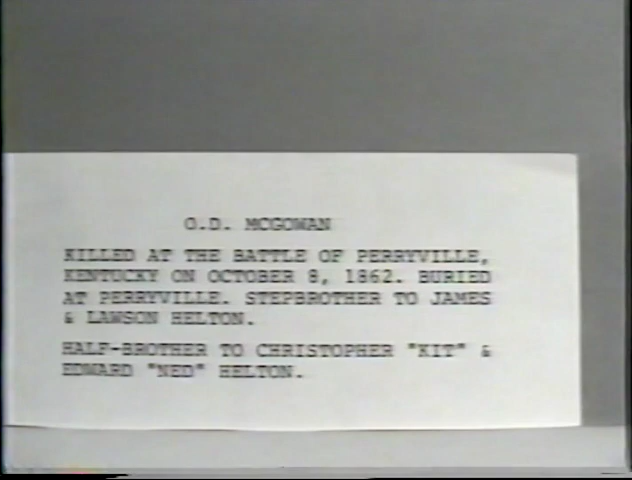 O.D. MCGOWAN
KILLED AT THE BATTLE OF PERRYVILLE,
KENTUCKY ON OCTOBER 8, 1862. BURIED
AT PERRYVILLE. STEPBROTHER TO JAMES
& LAWSON HELTON.
HALF-BROTHER TO CHRISTOPHER "KIT" &
EDWARD "NED" HELTON.